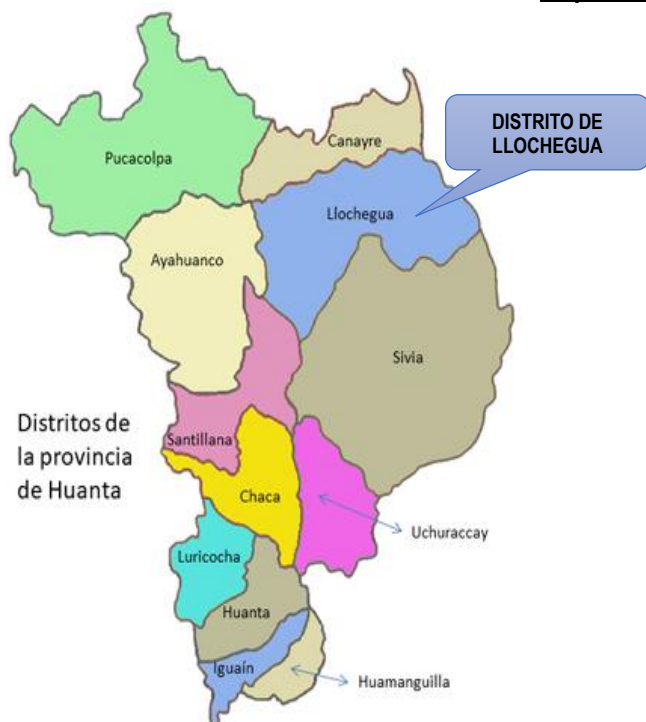 DISTRITO DE
LLOCHEGUA
Canayre
Pucacolpa
Llochegua
Ayahuanco
Sivia
Distritos de
la provincia
de Huanta
Santillana
Chaca
Uchuraccay
Luricocha
Huanta
Iguaín
Huamanguilla